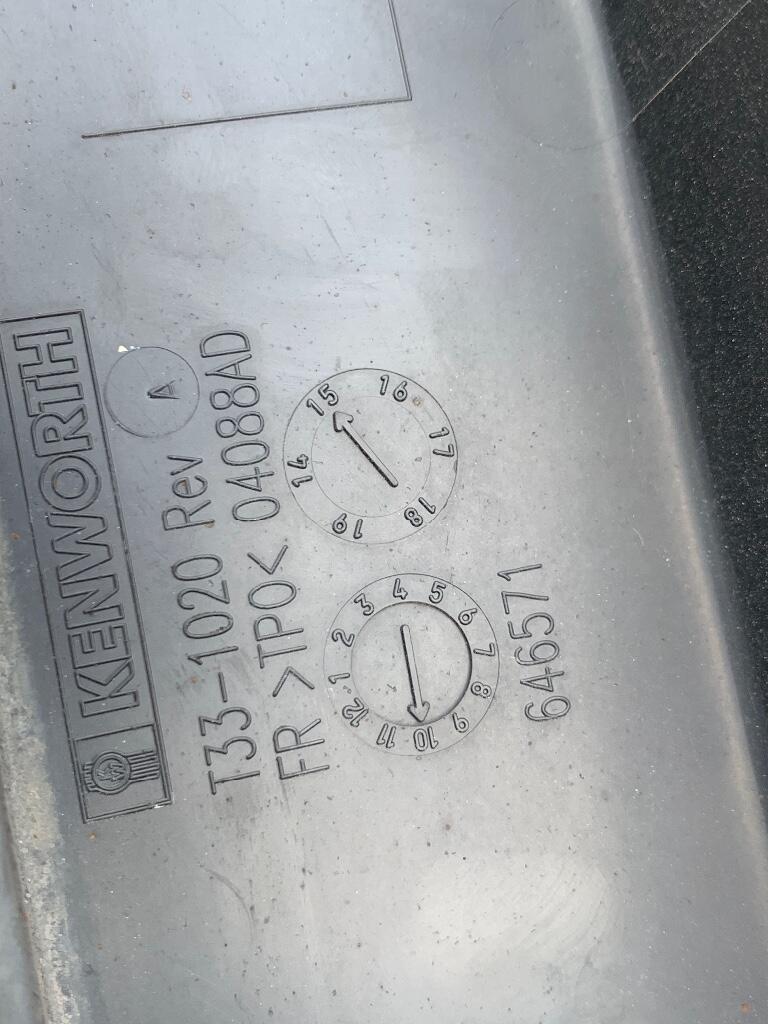 KENWORTH
A
T33-1020 Rev
FR >TPO< 04088AD
14 15 16 17 18 19
1 2 3 4 5 6 7 8 9 10 11 12
646571